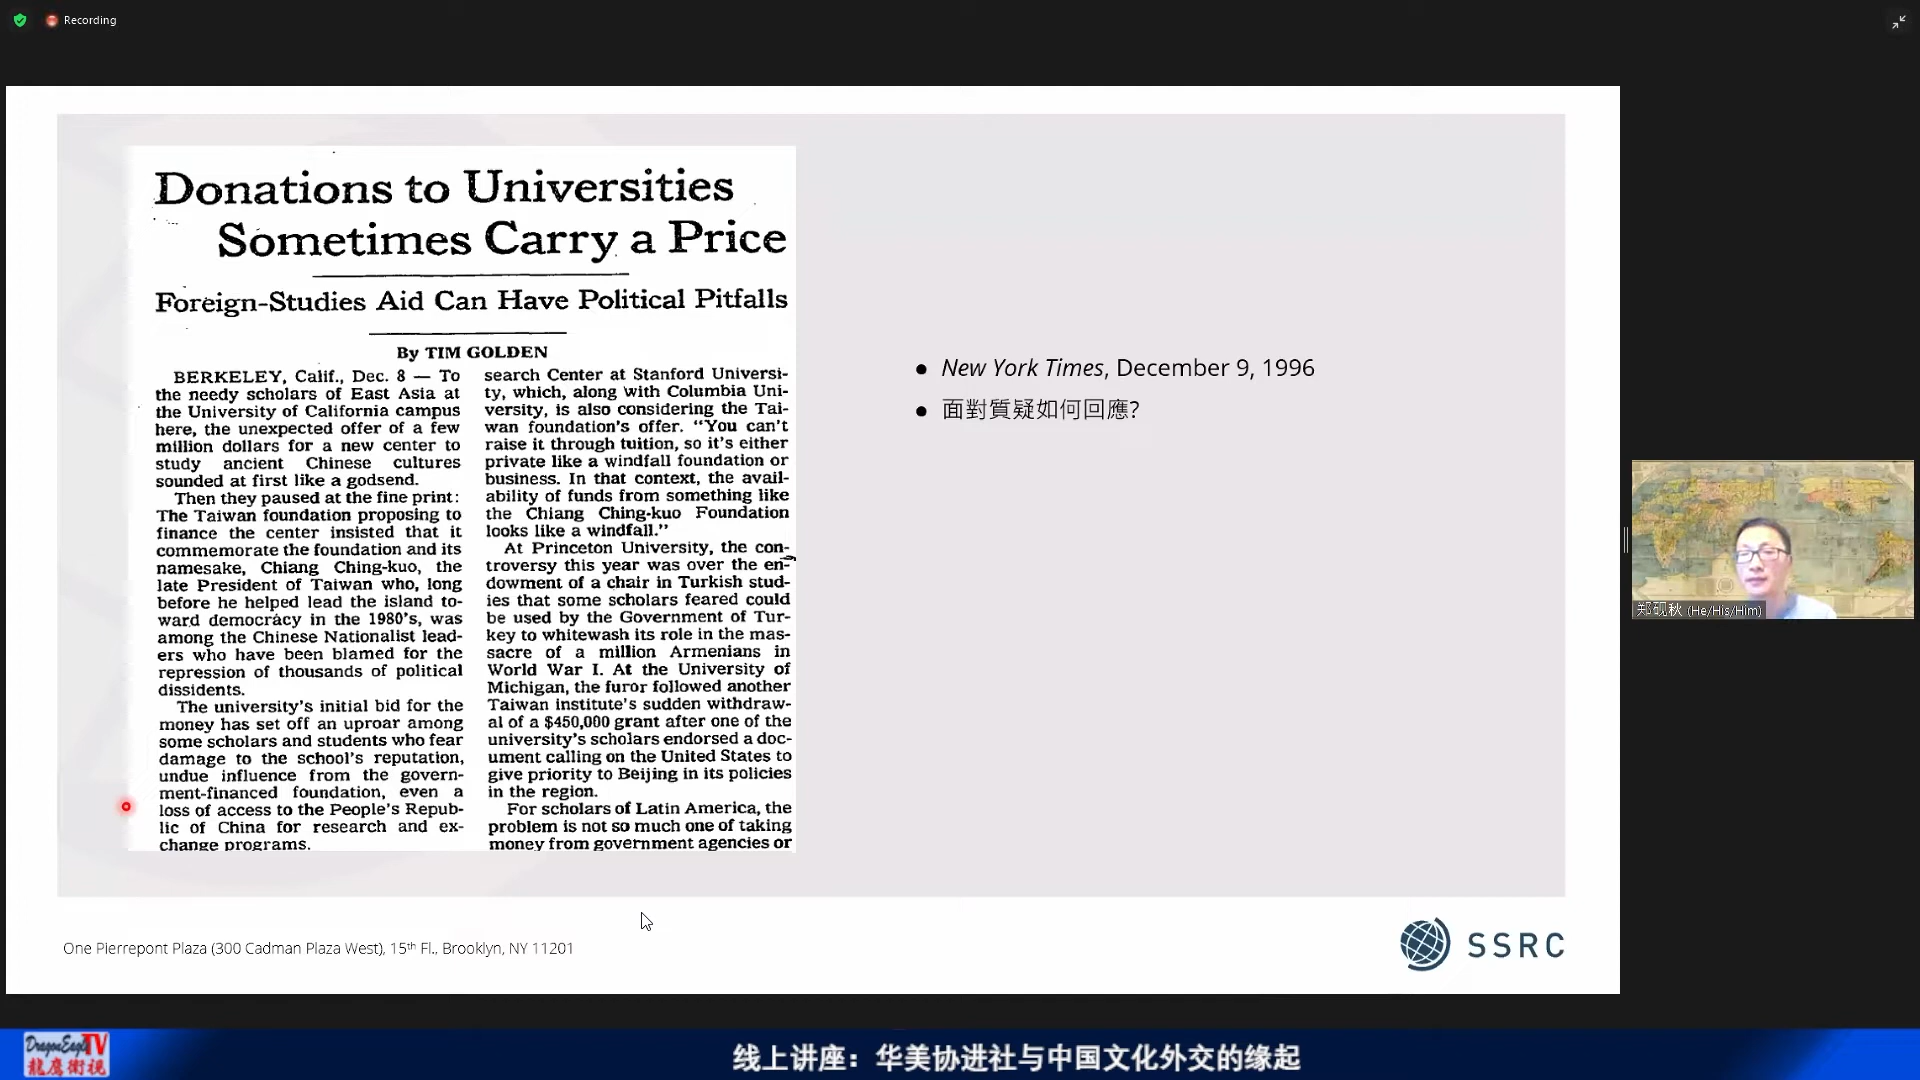 Recording
Donations to Universities
Sometimes Carry a Price
Foreign-Studies Aid Can Have Political Pitfalls
By TIM GOLDEN
BERKELEY, Calif., Dec. 8 — To
the needy scholars of East Asia at
the University of California campus
here, the unexpected offer of a few
million dollars for a new center to
study ancient Chinese cultures
sounded at first like a godsend.
Then they paused at the fine print:
The Taiwan foundation proposing to
finance the center insisted that it
commemorate the foundation and its
namesake, Chiang Ching-kuo, the
late President of Taiwan who, long
before he helped lead the island to-
ward democracy in the 1980's, was
among the Chinese Nationalist lead-
ers who have been blamed for the
repression of thousands of political
dissidents.
The university's initial bid for the
money has set off an uproar among
some scholars and students who fear
damage to the school's reputation,
undue influence from the govern-
ment-financed foundation, even a
loss of access to the People's Repub-
lic of China for research and ex-
change programs.
search Center at Stanford Universi-
ty, which, along with Columbia Uni-
versity, is also considering the Tai-
wan foundation's offer. "You can't
raise it through tuition, so it's either
private like a windfall foundation or
business. In that context, the avail-
ability of funds from something like
the Chiang Ching-kuo Foundation
looks like a windfall."
At Princeton University, the con-
troversy this year was over the en-
dowment of a chair in Turkish stud-
ies that some scholars feared could
be used by the Government of Tur-
key to whitewash its role in the mas-
sacre of a million Armenians in
World War I. At the University of
Michigan, the furor followed another
Taiwan institute's sudden withdraw-
al of a $450,000 grant after one of the
university's scholars endorsed a doc-
ument calling on the United States to
give priority to Beijing in its policies
in the region.
For scholars of Latin America, the
problem is not so much one of taking
money from government agencies or
• New York Times, December 9, 1996
• 面對質疑如何回應?
郑砚秋 (He/His/Him)
One Pierrepont Plaza (300 Cadman Plaza West), 15th Fl., Brooklyn, NY 11201
SSRC
DragonEagle TV
龍鹰衛視
线上讲座：华美协进社与中国文化外交的缘起